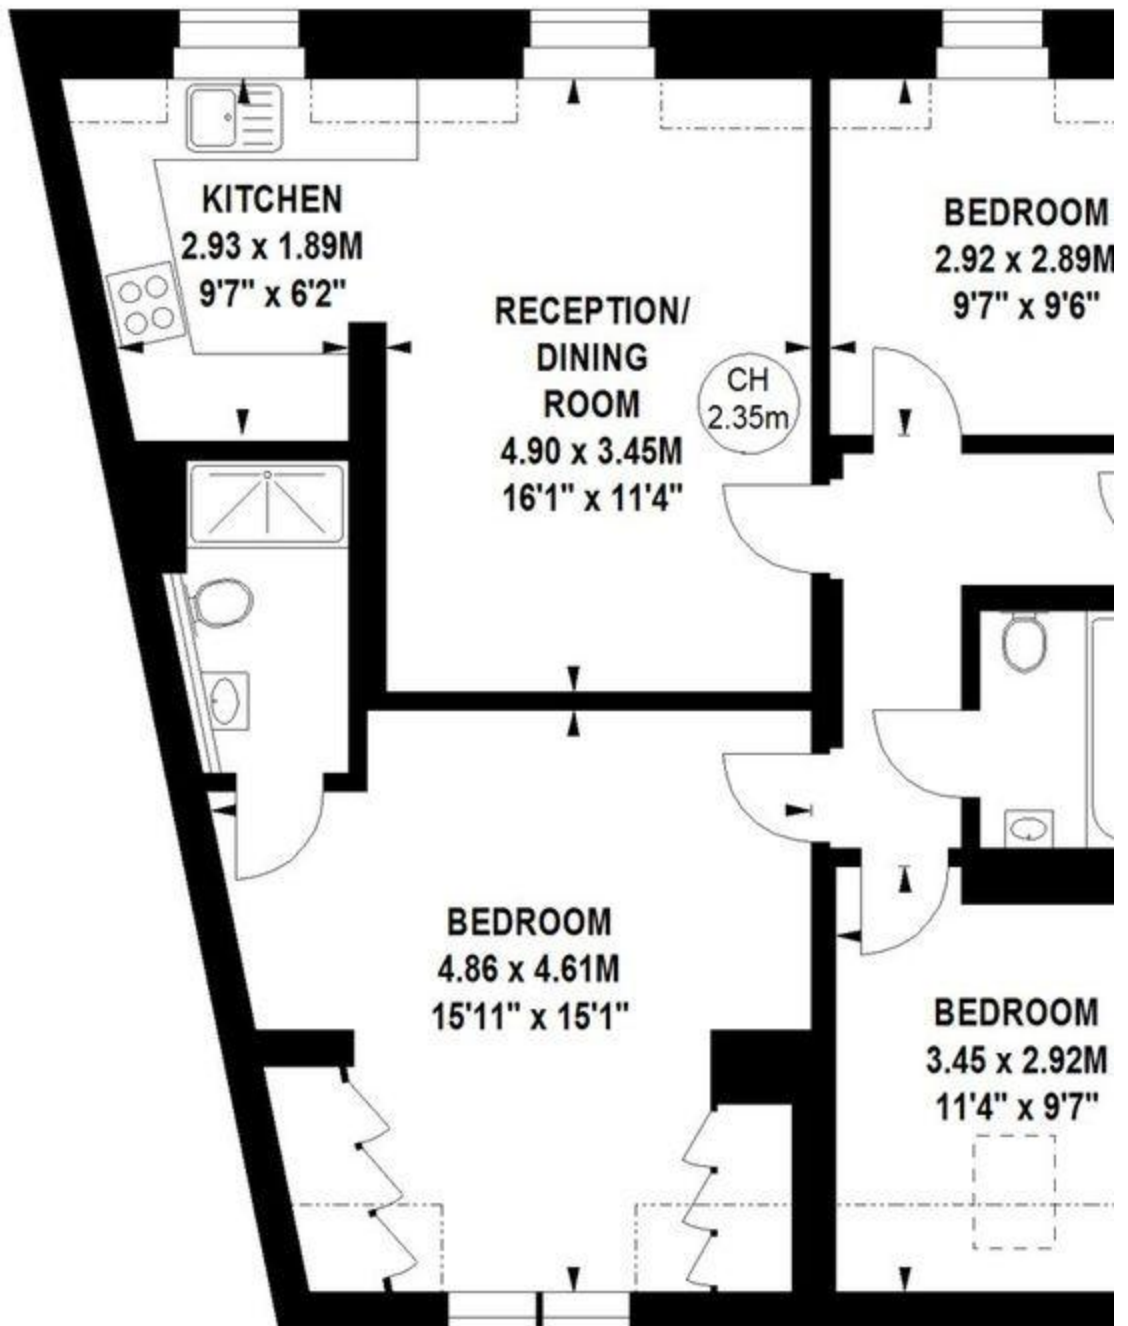 KITCHEN
2.93 x 1.89M
9'7" x 6'2"
RECEPTION/
DINING
ROOM
4.90 x 3.45M
16'1" x 11'4"
CH
2.35m
BEDROOM
2.92 x 2.89M
9'7" x 9'6"
BEDROOM
4.86 x 4.61M
15'11" x 15'1"
BEDROOM
3.45 x 2.92M
11'4" x 9'7"